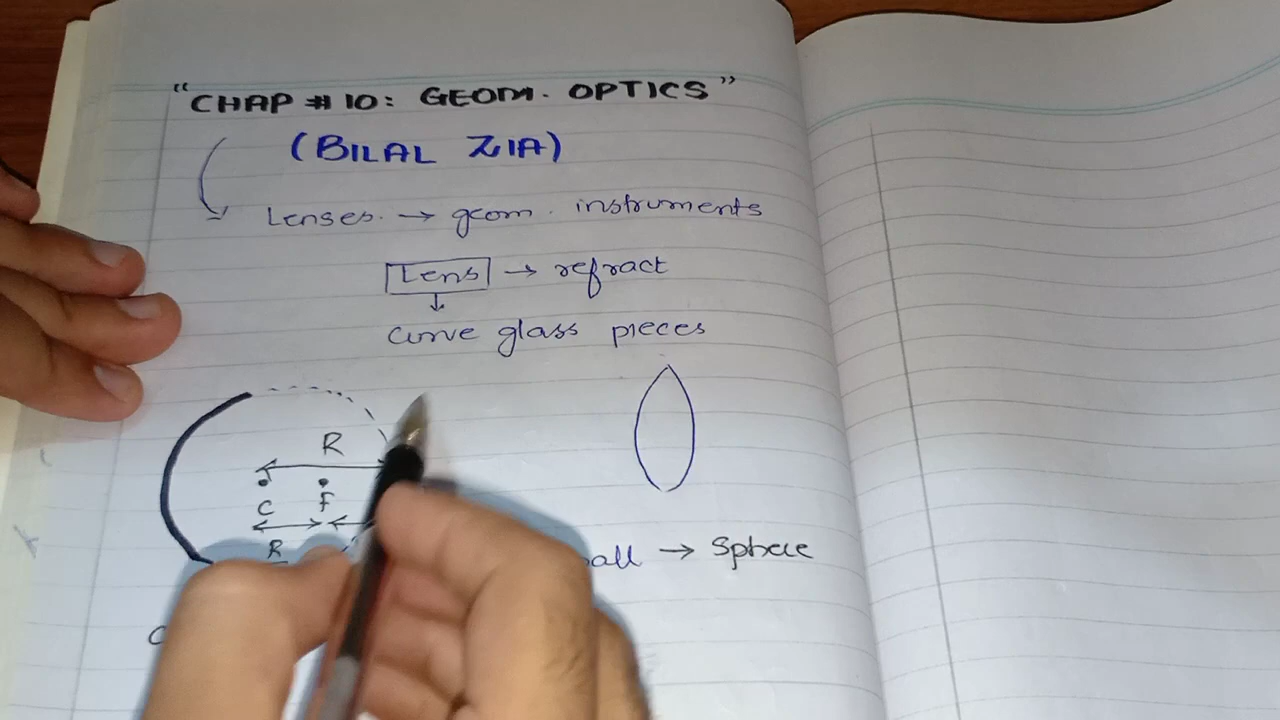 "CHAP # 10: GEOM. OPTICS"
(BILAL ZIA)
Lenses. → geom. instruments
Lens → refract
curve glass pieces
R
C F
R
→ Sphere